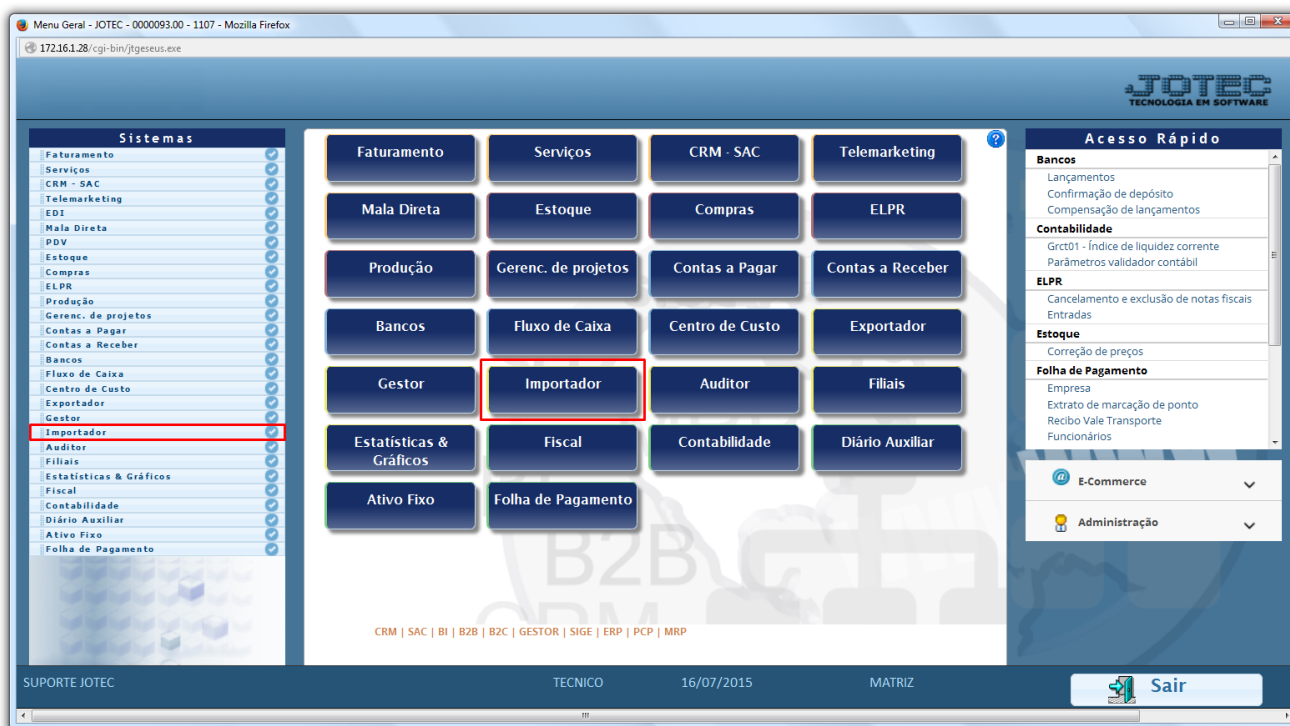 Menu Geral - JOTEC - 0000093.00 - 1107 - Mozilla Firefox
172.16.1.28/cgi-bin/jtgeseus.exe
JOTEC
TECNOLOGIA EM SOFTWARE
Sistemas
Faturamento
Serviços
CRM - SAC
Telemarketing
EDI
Mala Direta
PDV
Estoque
Compras
ELPR
Produção
Gerenc. de projetos
Contas a Pagar
Contas a Receber
Bancos
Fluxo de Caixa
Centro de Custo
Exportador
Gestor
Importador
Auditor
Filiais
Estatísticas & Gráficos
Fiscal
Contabilidade
Diário Auxiliar
Ativo Fixo
Folha de Pagamento
Faturamento Serviços CRM - SAC Telemarketing
Mala Direta Estoque Compras ELPR
Produção Gerenc. de projetos Contas a Pagar Contas a Receber
Bancos Fluxo de Caixa Centro de Custo Exportador
Gestor Importador Auditor Filiais
Estatísticas & Gráficos Fiscal Contabilidade Diário Auxiliar
Ativo Fixo Folha de Pagamento
B2B
CRM
CRM | SAC | BI | B2B | B2C | GESTOR | SIGE | ERP | PCP | MRP
?
Acesso Rápido
Bancos
Lançamentos
Confirmação de depósito
Compensação de lançamentos
Contabilidade
Grct01 - Índice de liquidez corrente
Parâmetros validador contábil
ELPR
Cancelamento e exclusão de notas fiscais
Entradas
Estoque
Correção de preços
Folha de Pagamento
Empresa
Extrato de marcação de ponto
Recibo Vale Transporte
Funcionários
@ E-Commerce
Administração
SUPORTE JOTEC TECNICO 16/07/2015 MATRIZ Sair